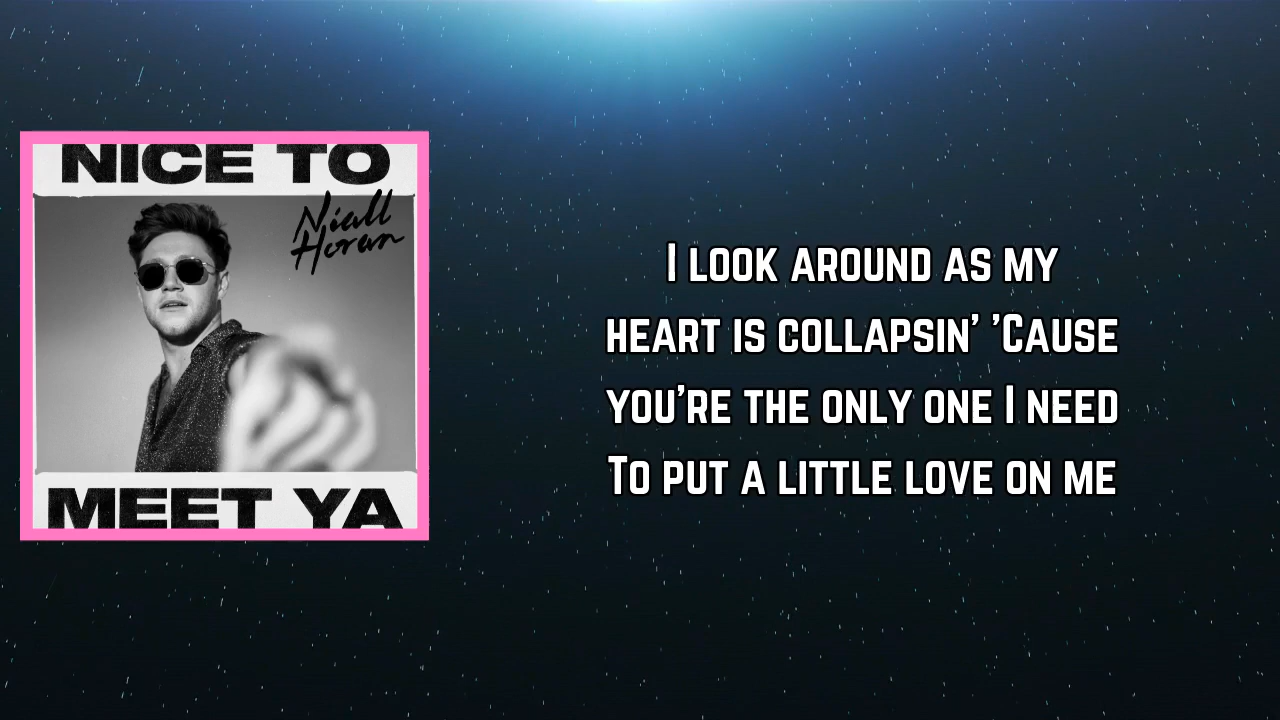 NICE TO
Niall
Horan
MEET YA
I look around as my
heart is collapsin' 'Cause
you're the only one I need
To put a little love on me